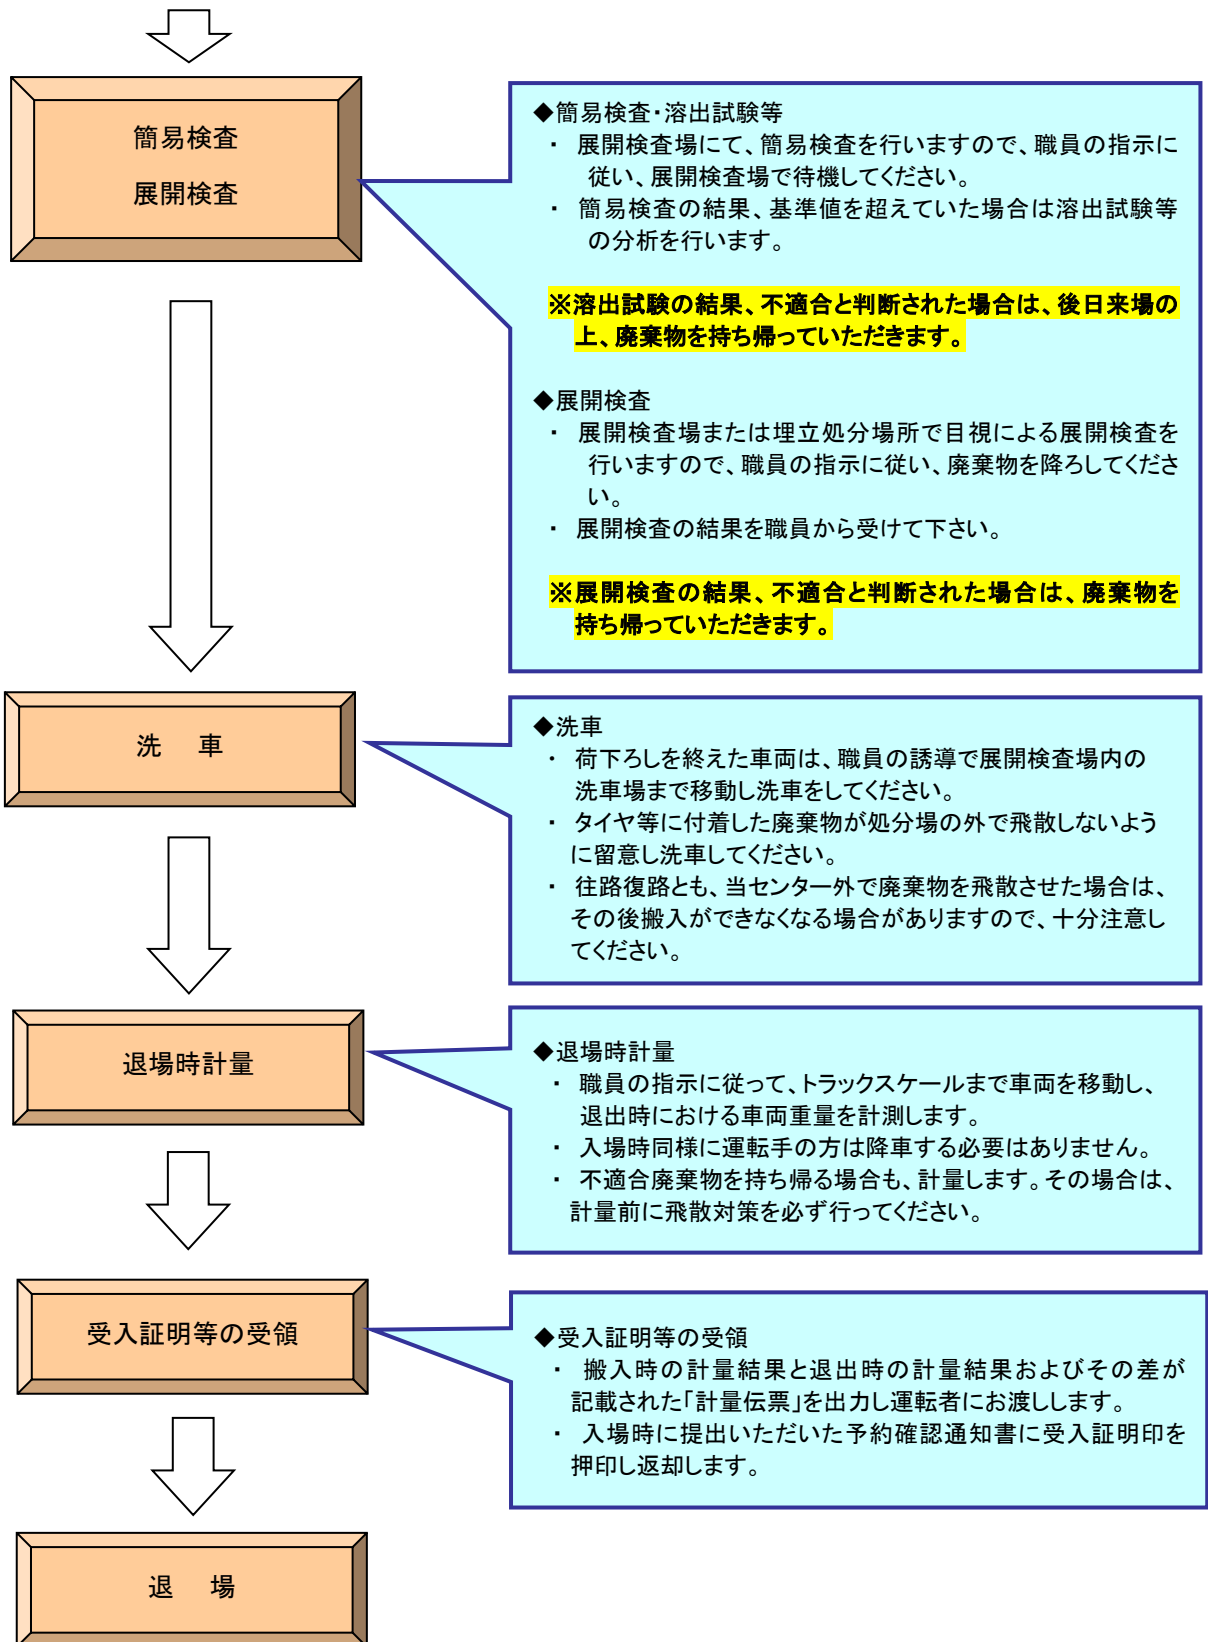 簡易検査
展開検査
◆簡易検査・溶出試験等
・ 展開検査場にて、簡易検査を行いますので、職員の指示に
従い、展開検査場で待機してください。
・ 簡易検査の結果、基準値を超えていた場合は溶出試験等
の分析を行います。
※溶出試験の結果、不適合と判断された場合は、後日来場の
上、廃棄物を持ち帰っていただきます。
◆展開検査
・ 展開検査場または埋立処分場所で目視による展開検査を
行いますので、職員の指示に従い、廃棄物を降ろしてくださ
い。
・ 展開検査の結果を職員から受けて下さい。
※展開検査の結果、不適合と判断された場合は、廃棄物を
持ち帰っていただきます。
洗 車
◆洗車
・ 荷下ろしを終えた車両は、職員の誘導で展開検査場内の
洗車場まで移動し洗車をしてください。
・ タイヤ等に付着した廃棄物が処分場の外で飛散しないよう
に留意し洗車してください。
・ 往路復路とも、当センター外で廃棄物を飛散させた場合は、
その後搬入ができなくなる場合がありますので、十分注意し
てください。
退場時計量
◆退場時計量
・ 職員の指示に従って、トラックスケールまで車両を移動し、
退出時における車両重量を計測します。
・ 入場時同様に運転手の方は降車する必要はありません。
・ 不適合廃棄物を持ち帰る場合も、計量します。その場合は、
計量前に飛散対策を必ず行ってください。
受入証明等の受領
◆受入証明等の受領
・ 搬入時の計量結果と退出時の計量結果およびその差が
記載された「計量伝票」を出力し運転者にお渡しします。
・ 入場時に提出いただいた予約確認通知書に受入証明印を
押印し返却します。
退 場